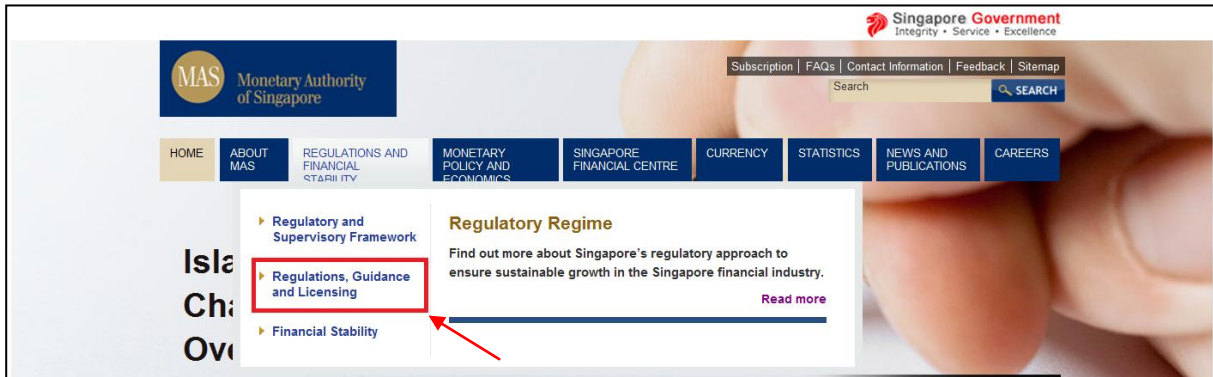 Singapore Government
Integrity • Service • Excellence
MAS
Monetary Authority
of Singapore
Subscription | FAQs | Contact Information | Feedback | Sitemap
Search
SEARCH
HOME
ABOUT
MAS
REGULATIONS AND
FINANCIAL
STABILITY
MONETARY
POLICY AND
ECONOMICS
SINGAPORE
FINANCIAL CENTRE
CURRENCY
STATISTICS
NEWS AND
PUBLICATIONS
CAREERS
Regulatory and
Supervisory Framework
Regulations, Guidance
and Licensing
Financial Stability
Regulatory Regime
Find out more about Singapore's regulatory approach to
ensure sustainable growth in the Singapore financial industry.
Read more